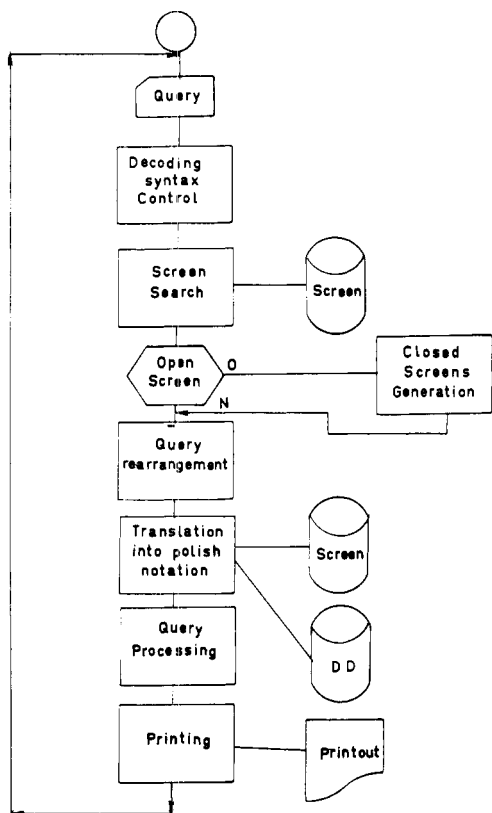 Query
Decoding
syntax
Control
Screen
Search
Screen
Open
Screen
O
N
Closed
Screens
Generation
Query
rearrangement
Translation
into polish
notation
Screen
DD
Query
Processing
Printing
Printout